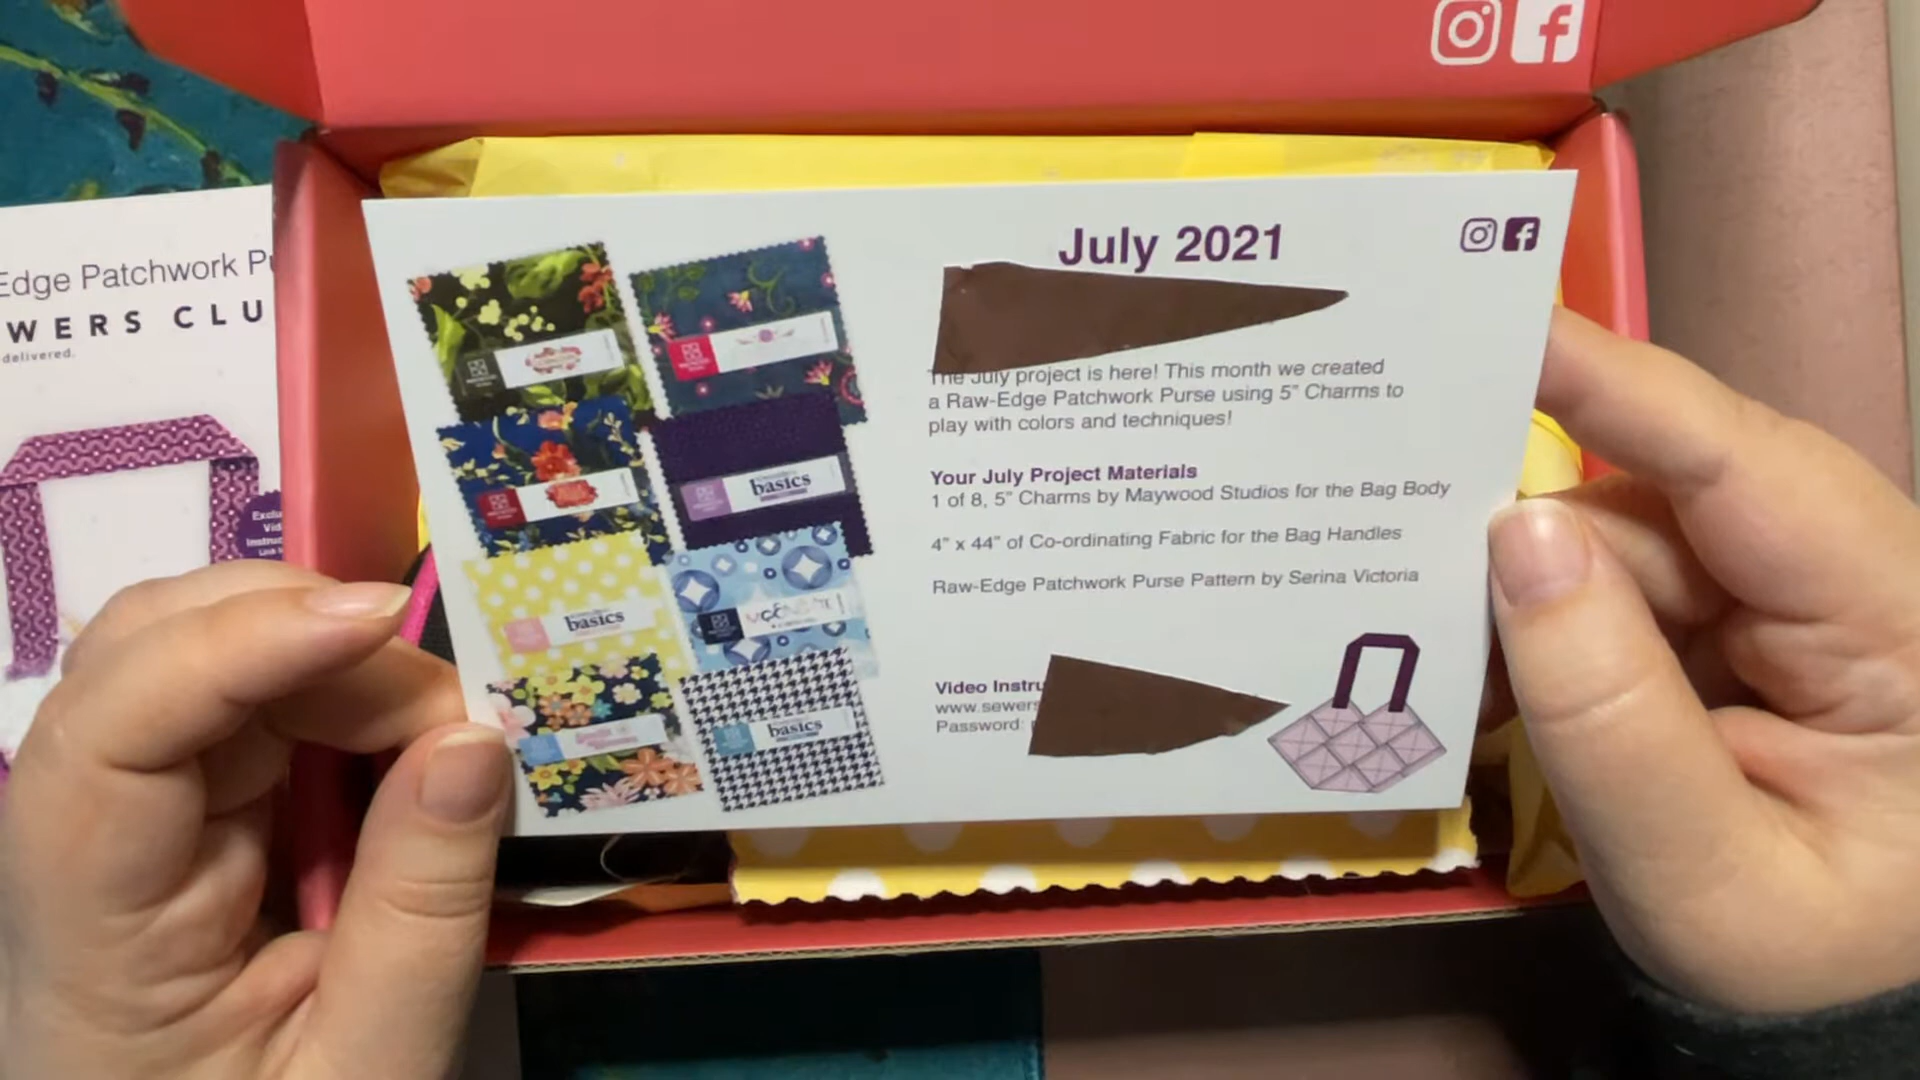 Edge Patchwork
WERS CLU
delivered.
July 2021
The July project is here! This month we created
a Raw-Edge Patchwork Purse using 5" Charms to
play with colors and techniques!
Your July Project Materials
1 of 8, 5" Charms by Maywood Studios for the Bag Body
4" x 44" of Co-ordinating Fabric for the Bag Handles
Raw-Edge Patchwork Purse Pattern by Serina Victoria
Video Instru
www.sewers
Password:
basics
basics
basics